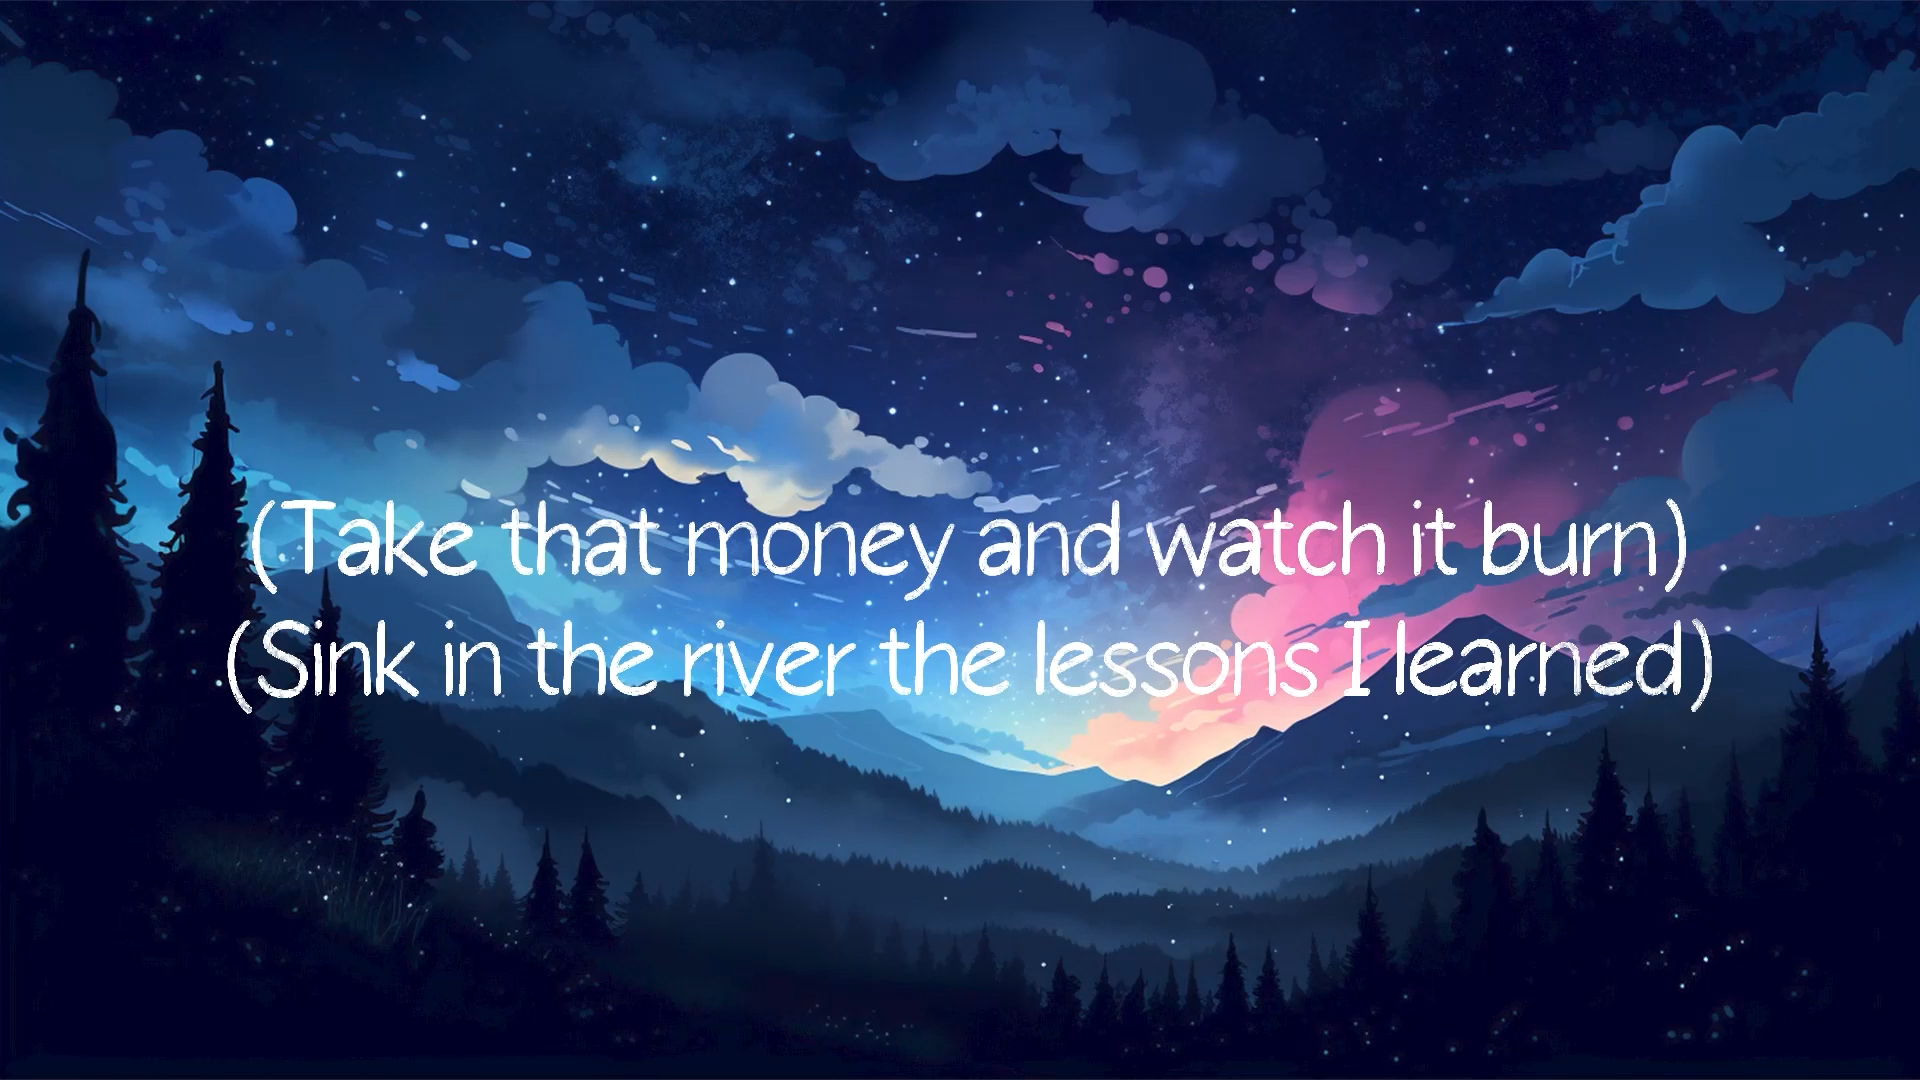 (Take that money and watch it burn)
(Sink in the river the lessons I learned)